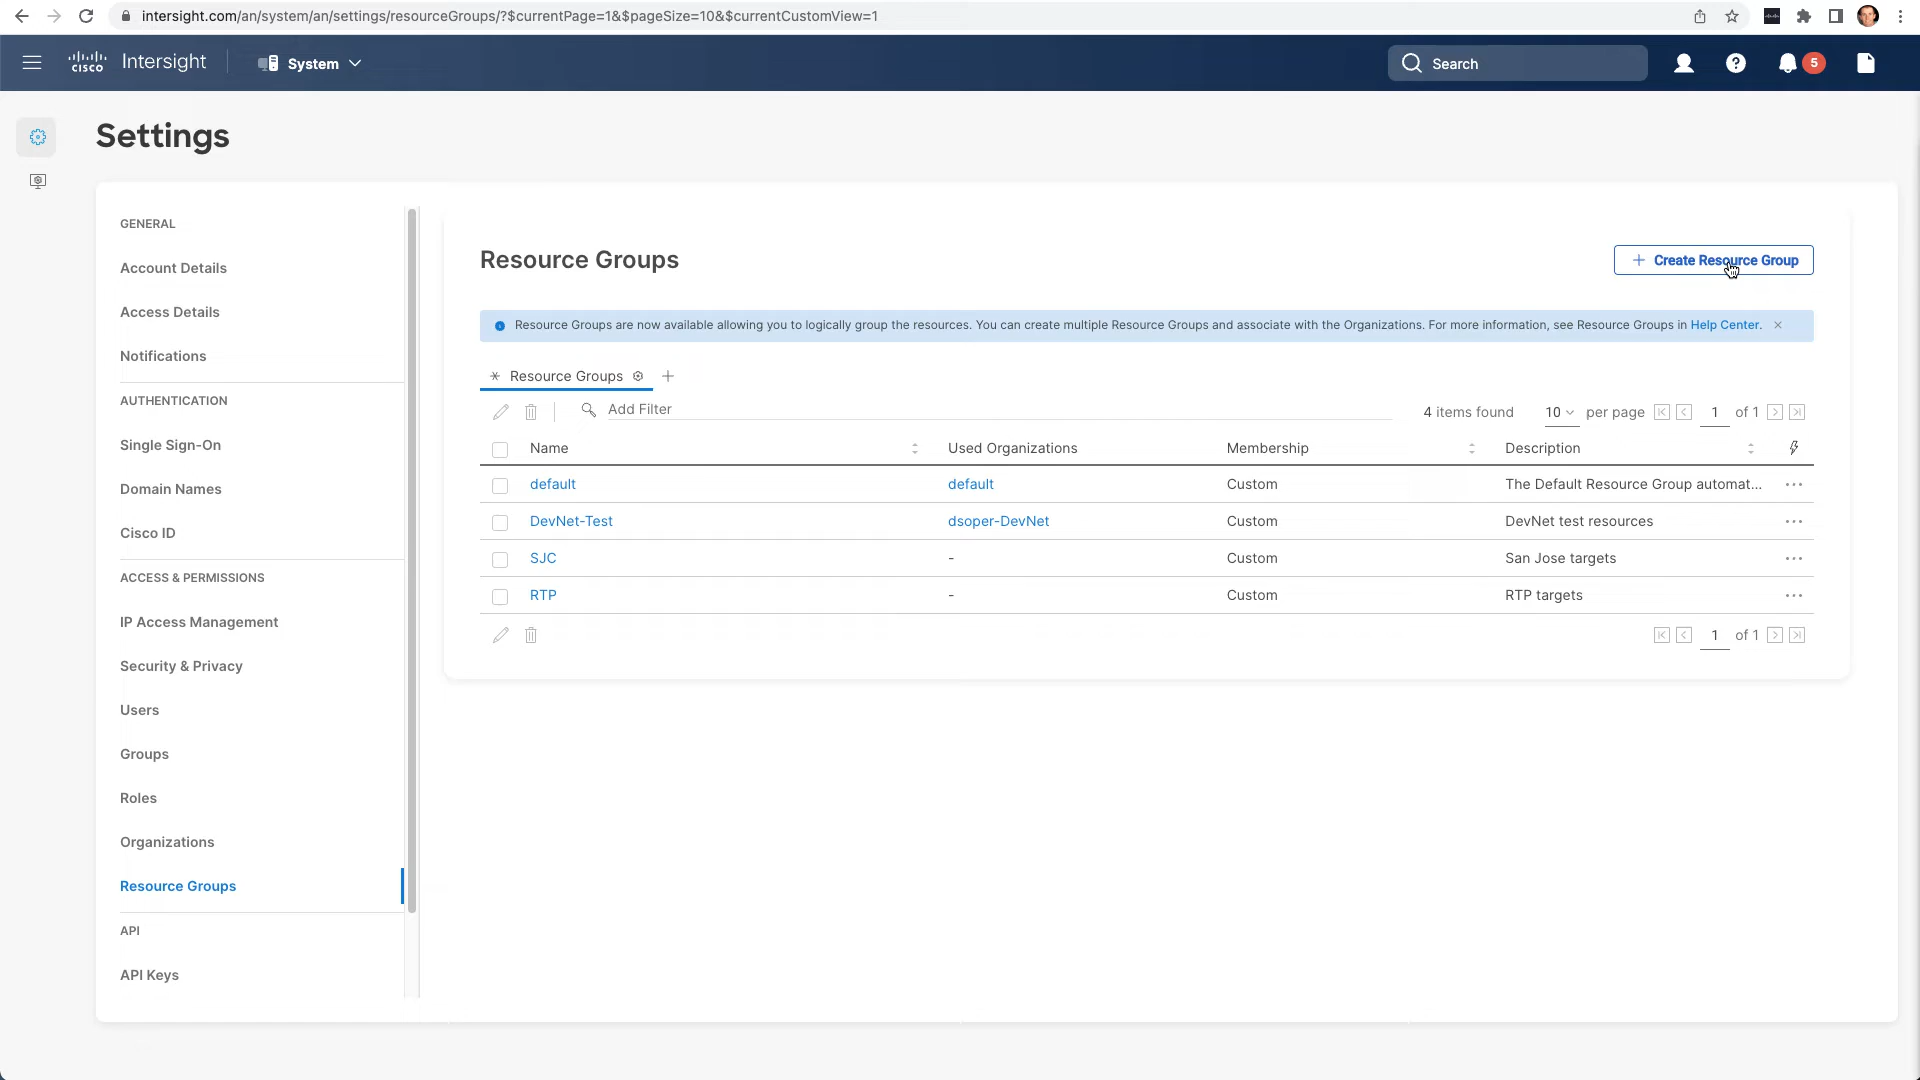 intersight.com/an/system/an/settings/resourceGroups/?$currentPage=1&$pageSize=10&$currentCustomView=1
cisco Intersight System Search 5
Settings
GENERAL
Account Details
Access Details
Notifications
AUTHENTICATION
Single Sign-On
Domain Names
Cisco ID
ACCESS & PERMISSIONS
IP Access Management
Security & Privacy
Users
Groups
Roles
Organizations
Resource Groups
API
API Keys
Resource Groups
Create Resource Group
Resource Groups are now available allowing you to logically group the resources. You can create multiple Resource Groups and associate with the Organizations. For more information, see Resource Groups in Help Center.
Resource Groups
Add Filter 4 items found 10 per page 1 of 1
Name Used Organizations Membership Description
default default Custom The Default Resource Group automat...
DevNet-Test dsoper-DevNet Custom DevNet test resources
SJC - Custom San Jose targets
RTP - Custom RTP targets
1 of 1